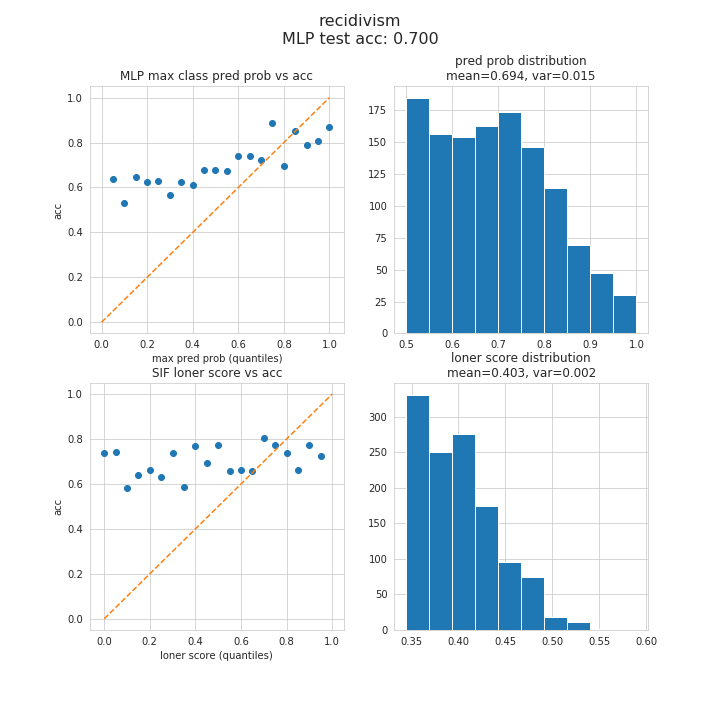 recidivism
MLP test acc: 0.700
MLP max class pred prob vs acc
1.0
0.8
0.6
0.4
0.2
0.0
acc
0.0 0.2 0.4 0.6 0.8 1.0
max pred prob (quantiles)
pred prob distribution
mean=0.694, var=0.015
175
150
125
100
75
50
25
0
0.5 0.6 0.7 0.8 0.9 1.0
SIF loner score vs acc
1.0
0.8
0.6
0.4
0.2
0.0
acc
0.0 0.2 0.4 0.6 0.8 1.0
loner score (quantiles)
loner score distribution
mean=0.403, var=0.002
300
250
200
150
100
50
0
0.35 0.40 0.45 0.50 0.55 0.60